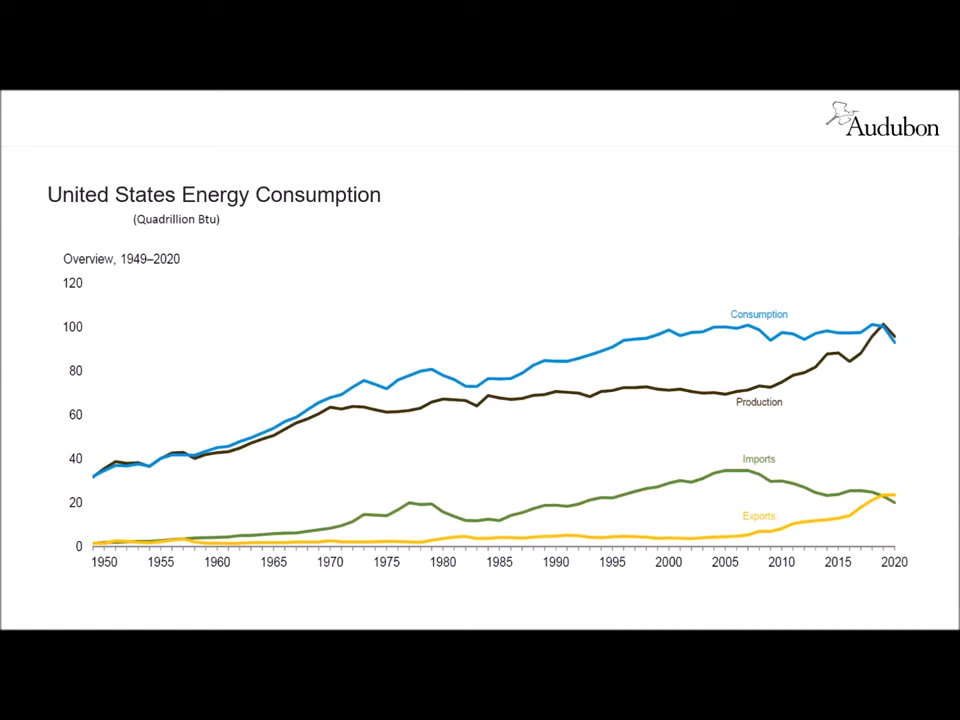 Audubon
United States Energy Consumption
(Quadrillion Btu)
Overview, 1949–2020
120
100
80
60
40
20
0
Consumption
Production
Imports
Exports
1950 1955 1960 1965 1970 1975 1980 1985 1990 1995 2000 2005 2010 2015 2020